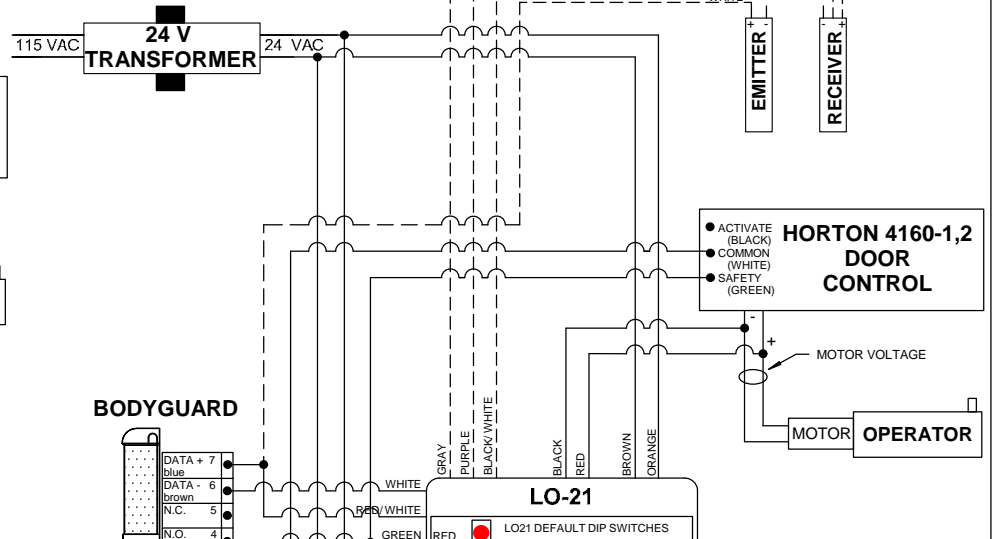 24 V
TRANSFORMER
115 VAC
24 VAC
- +
EMITTER
- +
RECEIVER
ACTIVATE
(BLACK)
COMMON
(WHITE)
SAFETY
(GREEN)
HORTON 4160-1,2
DOOR
CONTROL
-
+
MOTOR VOLTAGE
MOTOR
OPERATOR
BODYGUARD
DATA + 7
blue
DATA - 6
brown
N.C. 5
N.O. 4
GRAY
PURPLE
BLACK/ WHITE
BLACK
RED
BROWN
ORANGE
WHITE
RED/ WHITE
GREEN
RED
LO-21
LO21 DEFAULT DIP SWITCHES